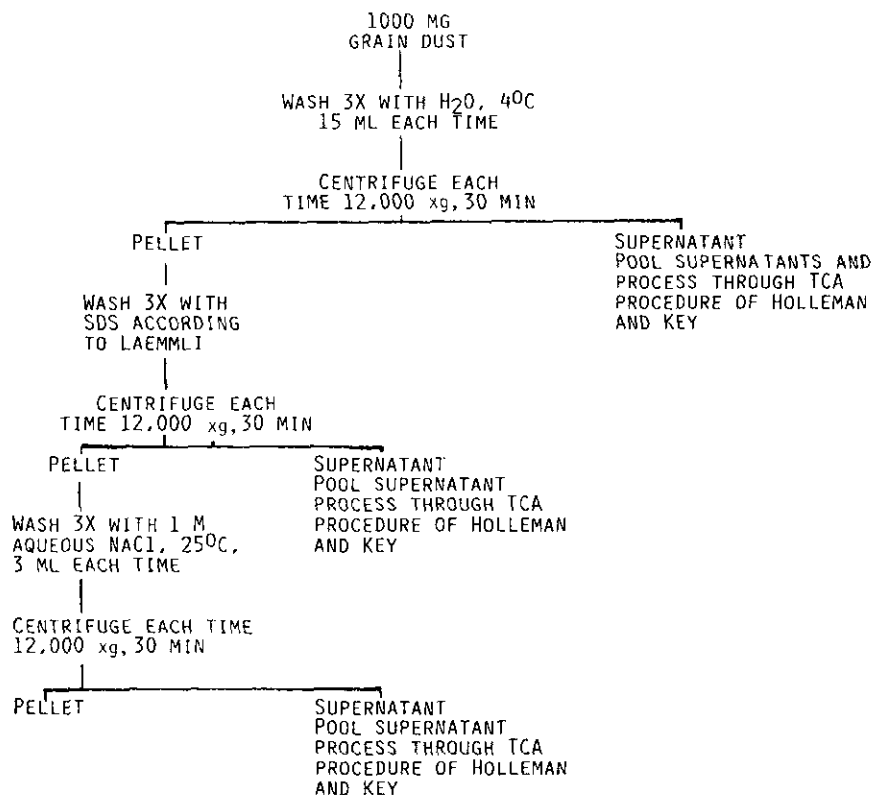 1000 MG
GRAIN DUST
WASH 3X WITH H2O, 4°C
15 ML EACH TIME
CENTRIFUGE EACH
TIME 12,000 xg, 30 MIN
PELLET
SUPERNATANT
POOL SUPERNATANTS AND
PROCESS THROUGH TCA
PROCEDURE OF HOLLEMAN
AND KEY
WASH 3X WITH
SDS ACCORDING
TO LAEMMLI
CENTRIFUGE EACH
TIME 12,000 xg, 30 MIN
PELLET
SUPERNATANT
POOL SUPERNATANT
PROCESS THROUGH TCA
PROCEDURE OF HOLLEMAN
AND KEY
WASH 3X WITH 1 M
AQUEOUS NACl, 25°C,
3 ML EACH TIME
CENTRIFUGE EACH TIME
12,000 xg, 30 MIN
PELLET
SUPERNATANT
POOL SUPERNATANT
PROCESS THROUGH TCA
PROCEDURE OF HOLLEMAN
AND KEY